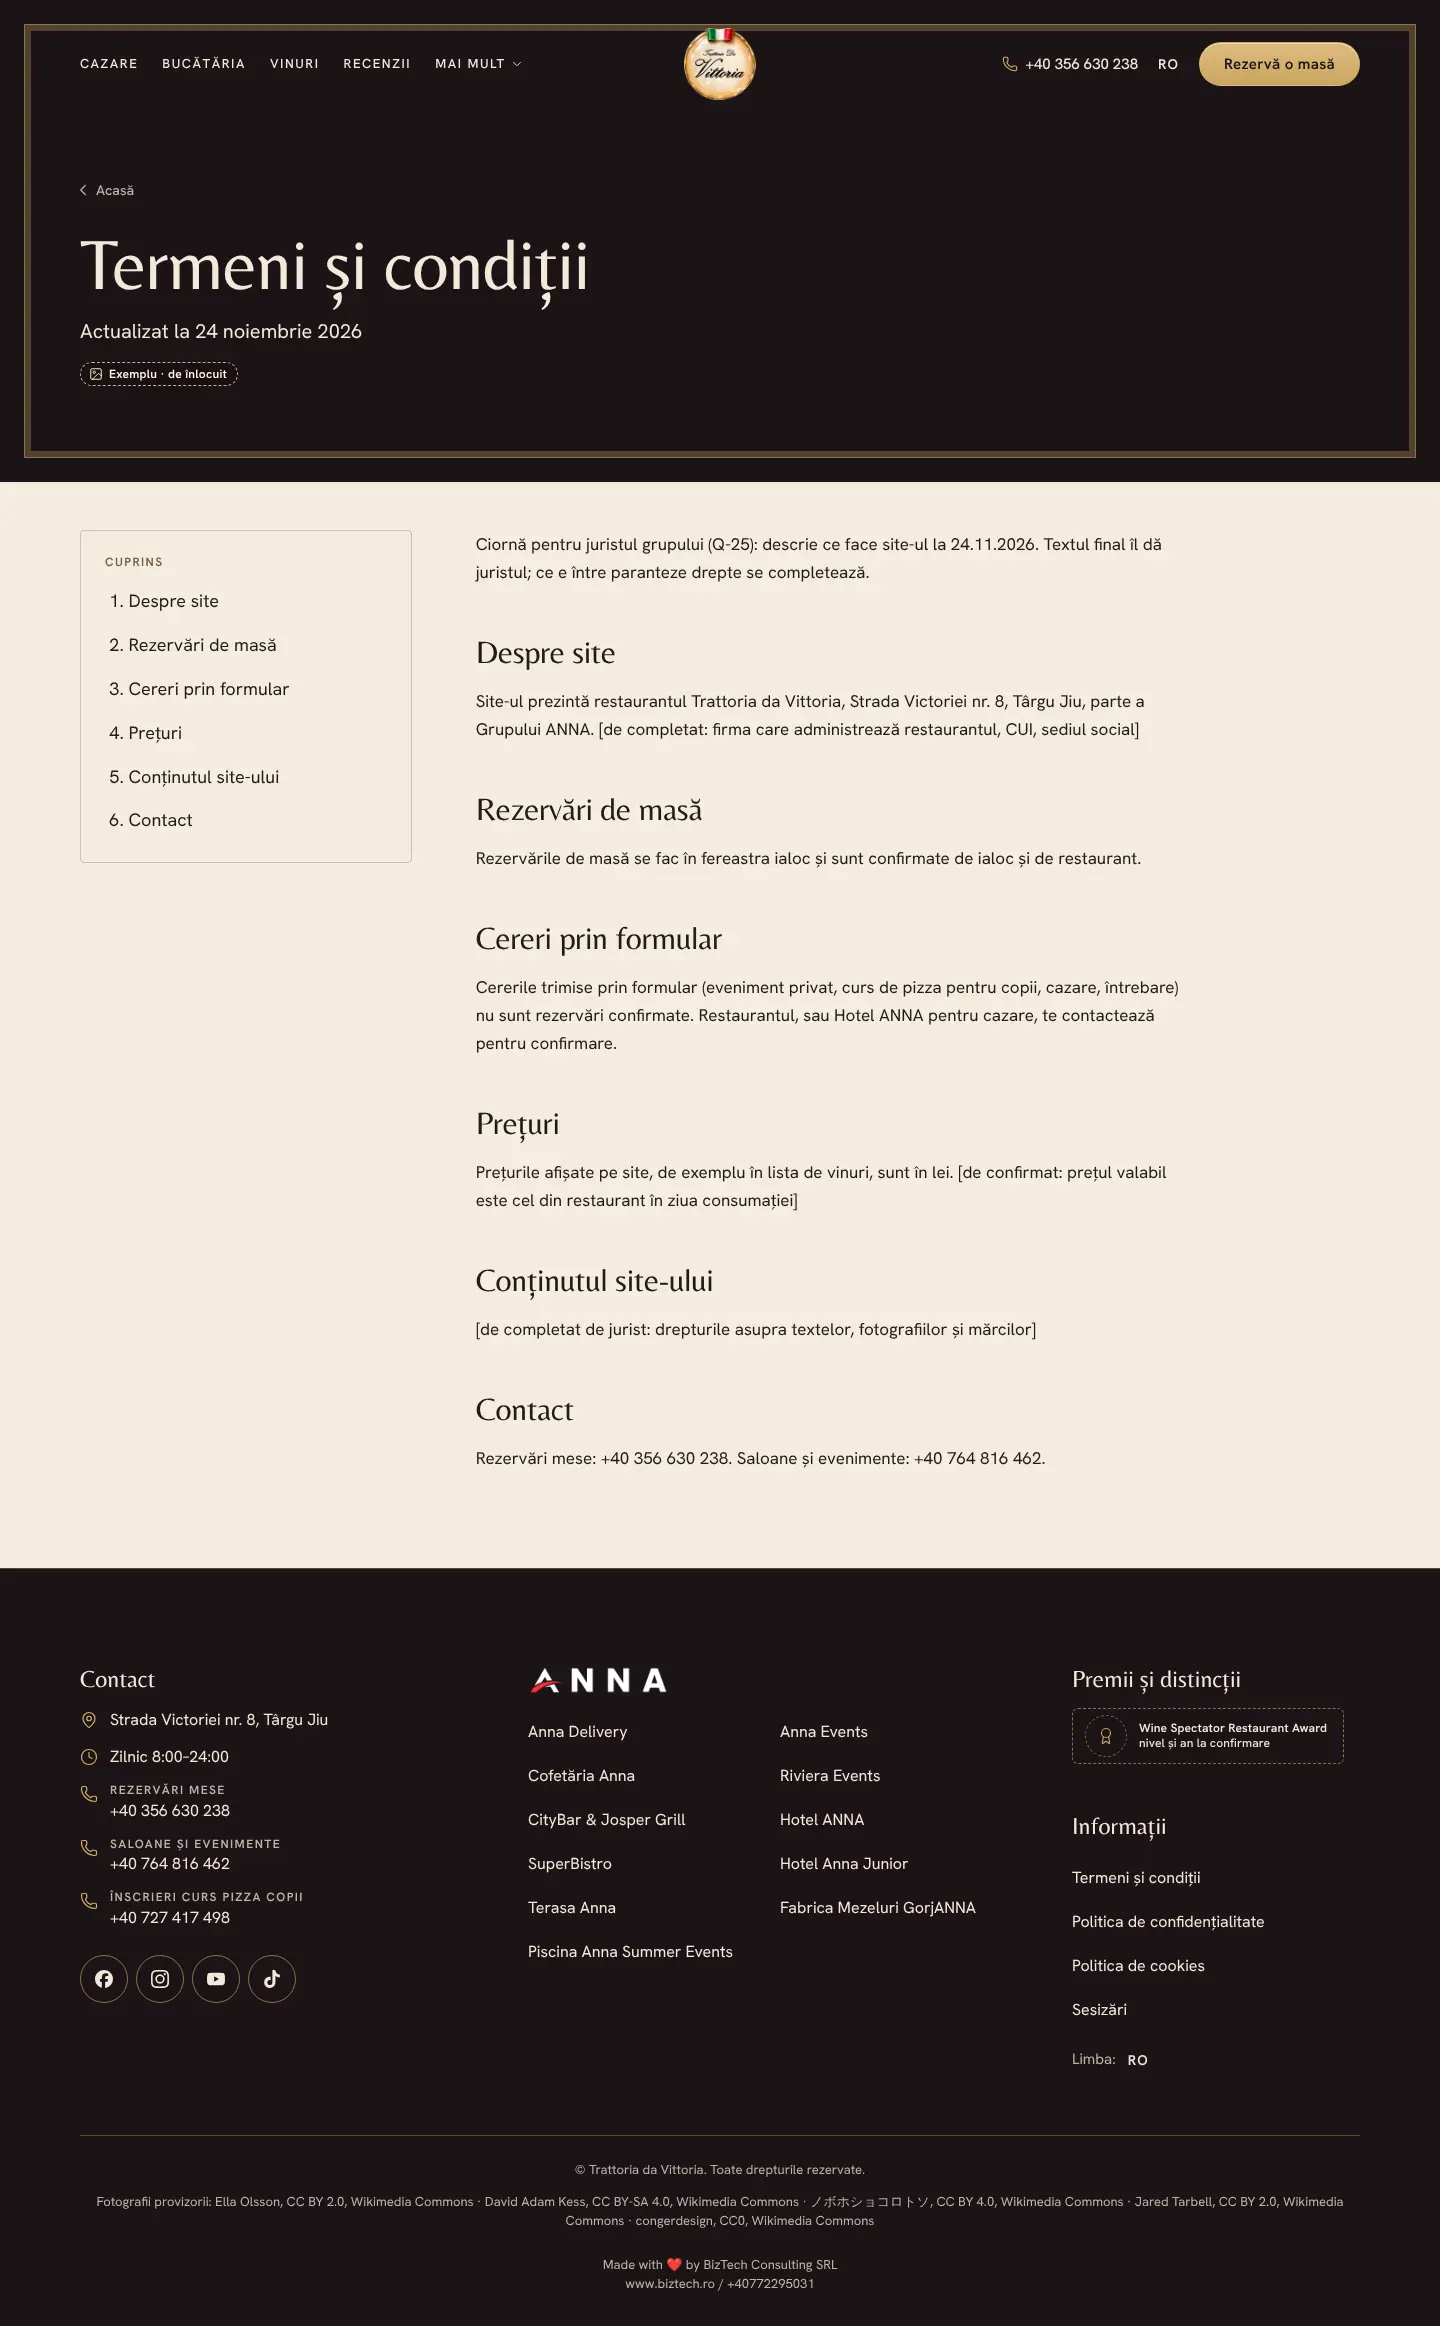 CAZARE
BUCĂTĂRIA
VINURI
RECENZII
MAI MULT
Trattoria Da
Vittoria
+40 356 630 238
RO
Rezervă o masă
Acasă
Termeni și condiții
Actualizat la 24 noiembrie 2026
Exemplu · de înlocuit
CUPRINS
1. Despre site
2. Rezervări de masă
3. Cereri prin formular
4. Prețuri
5. Conținutul site-ului
6. Contact
Ciornă pentru juristul grupului (Q-25): descrie ce face site-ul la 24.11.2026. Textul final îl dă
juristul; ce e între paranteze drepte se completează.
Despre site
Site-ul prezintă restaurantul Trattoria da Vittoria, Strada Victoriei nr. 8, Târgu Jiu, parte a
Grupului ANNA. [de completat: firma care administrează restaurantul, CUI, sediul social]
Rezervări de masă
Rezervările de masă se fac în fereastra ialoc și sunt confirmate de ialoc și de restaurant.
Cereri prin formular
Cererile trimise prin formular (eveniment privat, curs de pizza pentru copii, cazare, întrebare)
nu sunt rezervări confirmate. Restaurantul, sau Hotel ANNA pentru cazare, te contactează
pentru confirmare.
Prețuri
Prețurile afișate pe site, de exemplu în lista de vinuri, sunt în lei. [de confirmat: prețul valabil
este cel din restaurant în ziua consumației]
Conținutul site-ului
[de completat de jurist: drepturile asupra textelor, fotografiilor și mărcilor]
Contact
Rezervări mese: +40 356 630 238. Saloane și evenimente: +40 764 816 462.
Contact
Strada Victoriei nr. 8, Târgu Jiu
Zilnic 8:00–24:00
REZERVĂRI MESE
+40 356 630 238
SALOANE ȘI EVENIMENTE
+40 764 816 462
ÎNSCRIERI CURS PIZZA COPII
+40 727 417 498
ANNA
Anna Delivery
Cofetăria Anna
CityBar & Josper Grill
SuperBistro
Terasa Anna
Piscina Anna Summer Events
Anna Events
Riviera Events
Hotel ANNA
Hotel Anna Junior
Fabrica Mezeluri GorjANNA
Premii și distincții
Wine Spectator Restaurant Award
nivel și an la confirmare
Informații
Termeni și condiții
Politica de confidențialitate
Politica de cookies
Sesizări
Limba: RO
© Trattoria da Vittoria. Toate drepturile rezervate.
Fotografii provizorii: Ella Olsson, CC BY 2.0, Wikimedia Commons · David Adam Kess, CC BY-SA 4.0, Wikimedia Commons · ノボホショコロトソ, CC BY 4.0, Wikimedia Commons · Jared Tarbell, CC BY 2.0, Wikimedia
Commons · congerdesign, CC0, Wikimedia Commons
Made with ❤️ by BizTech Consulting SRL
www.biztech.ro / +40772295031